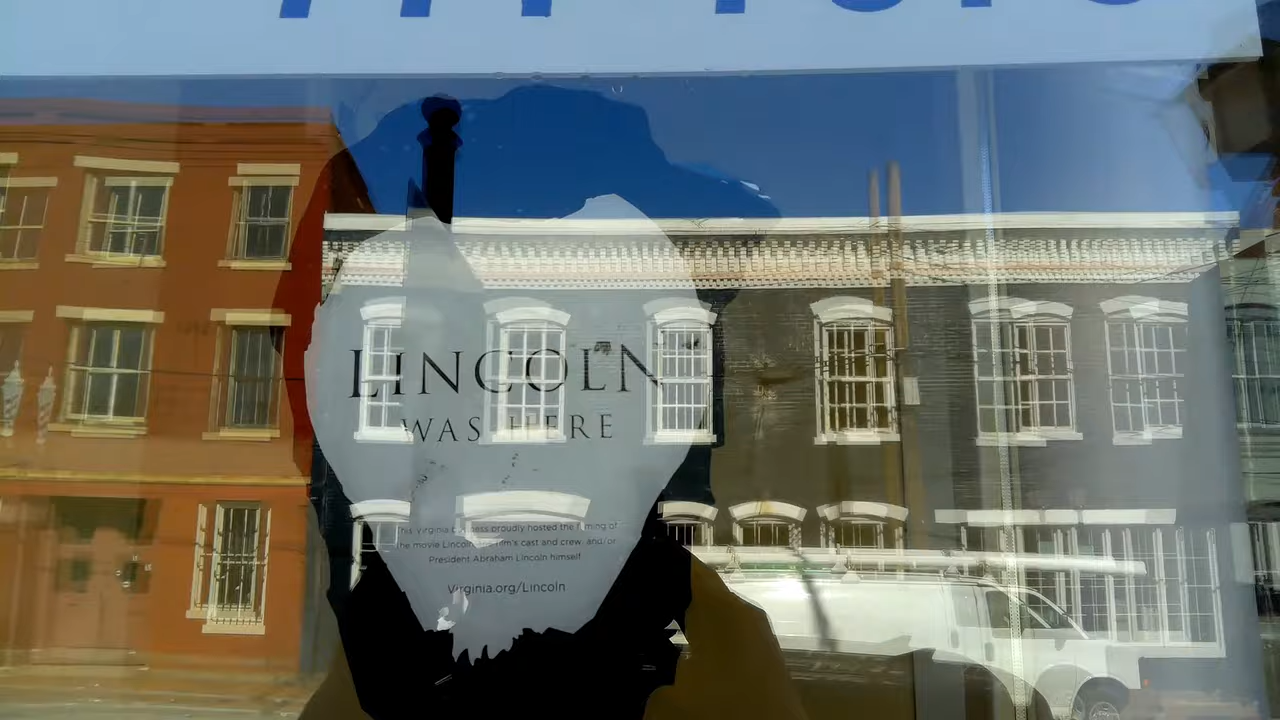 LINCOLN
WAS HERE
This Virginia business proudly hosted the filming of
the movie Lincoln, film's cast and crew, and/or
President Abraham Lincoln himself
Virginia.org/Lincoln